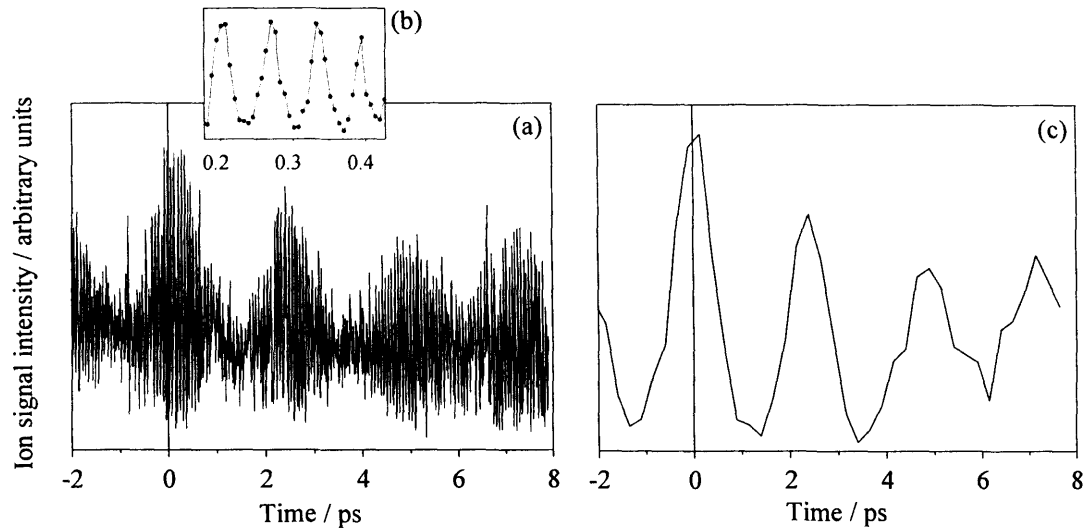 (b)
0.2 0.3 0.4
(a)
(c)
Ion signal intensity / arbitrary units
-2 0 2 4 6 8
Time / ps
-2 0 2 4 6 8
Time / ps